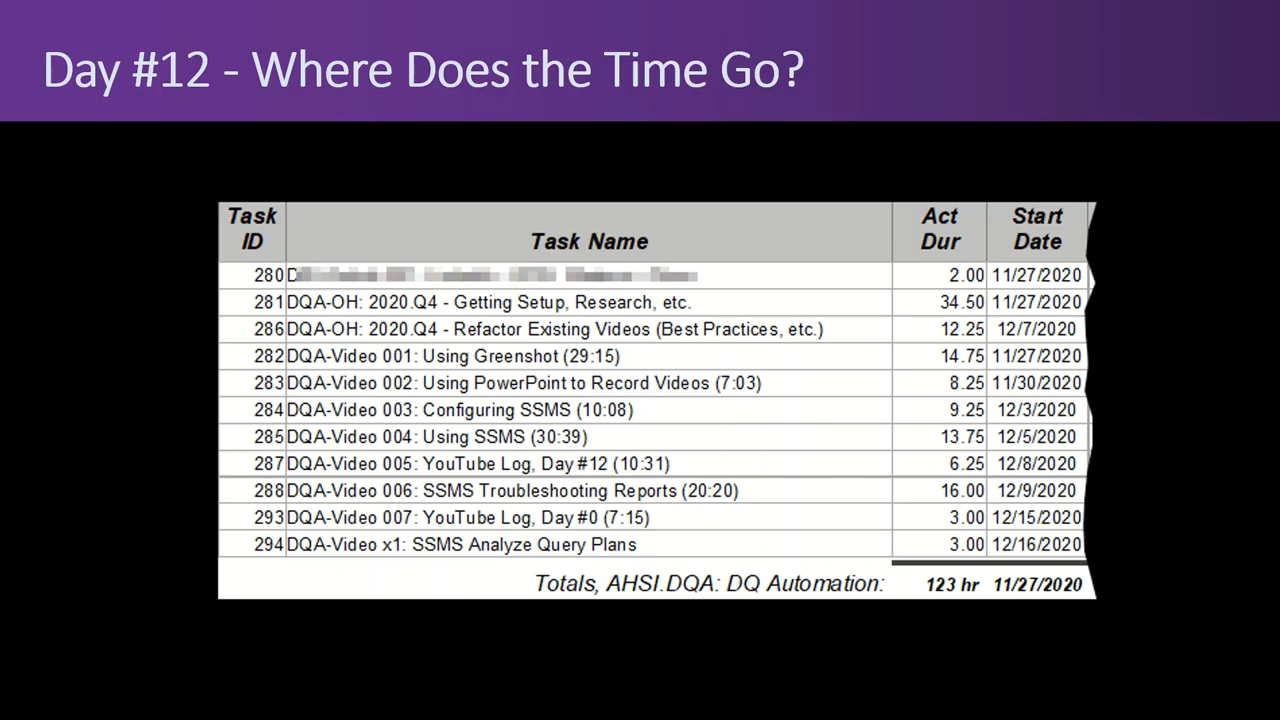 Day #12 - Where Does the Time Go?
Task ID Task Name Act Dur Start Date
280 2.00 11/27/2020
281 DQA-OH: 2020.Q4 - Getting Setup, Research, etc. 34.50 11/27/2020
286 DQA-OH: 2020.Q4 - Refactor Existing Videos (Best Practices, etc.) 12.25 12/7/2020
282 DQA-Video 001: Using Greenshot (29:15) 14.75 11/27/2020
283 DQA-Video 002: Using PowerPoint to Record Videos (7:03) 8.25 11/30/2020
284 DQA-Video 003: Configuring SSMS (10:08) 9.25 12/3/2020
285 DQA-Video 004: Using SSMS (30:39) 13.75 12/5/2020
287 DQA-Video 005: YouTube Log, Day #12 (10:31) 6.25 12/8/2020
288 DQA-Video 006: SSMS Troubleshooting Reports (20:20) 16.00 12/9/2020
293 DQA-Video 007: YouTube Log, Day #0 (7:15) 3.00 12/15/2020
294 DQA-Video x1: SSMS Analyze Query Plans 3.00 12/16/2020
Totals, AHSI.DQA: DQ Automation: 123 hr 11/27/2020